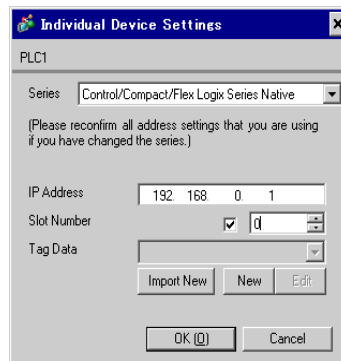 Individual Device Settings
PLC1
Series Control/Compact/Flex Logix Series Native
(Please reconfirm all address settings that you are using
if you have changed the series.)
IP Address 192. 168. 0. 1
Slot Number 0
Tag Data
Import New New Edit
OK (O) Cancel